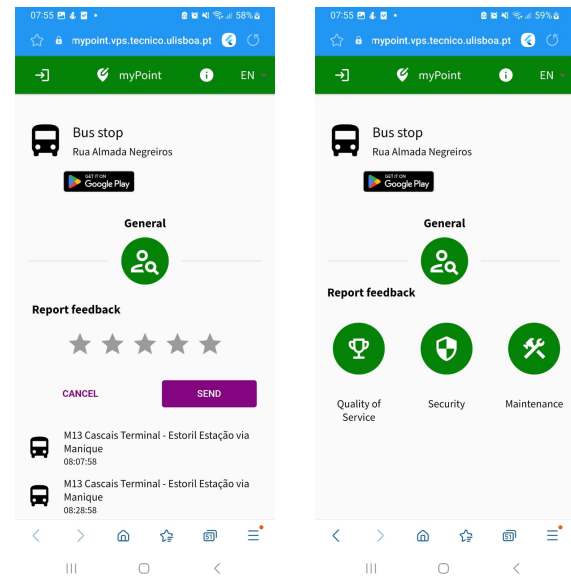 07:55
58%
mypoint.vps.tecnico.ulisboa.pt
myPoint
EN
Bus stop
Rua Almada Negreiros
GET IT ON
Google Play
General
Report feedback
CANCEL
SEND
M13 Cascais Terminal - Estoril Estação via
Manique
08:07:58
M13 Cascais Terminal - Estoril Estação via
Manique
08:28:58
07:55
59%
mypoint.vps.tecnico.ulisboa.pt
myPoint
EN
Bus stop
Rua Almada Negreiros
GET IT ON
Google Play
General
Report feedback
Quality of
Service
Security
Maintenance